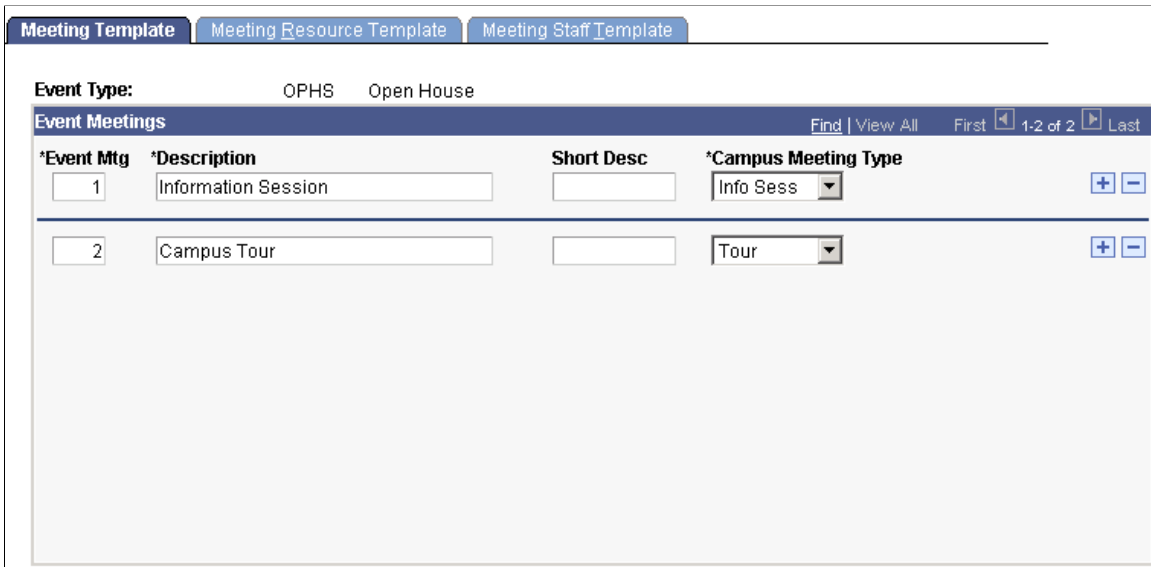 Meeting Template Meeting Resource Template Meeting Staff Template
Event Type: OPHS Open House
Event Meetings Find | View All First 1-2 of 2 Last
*Event Mtg *Description Short Desc *Campus Meeting Type
1 Information Session Info Sess
2 Campus Tour Tour